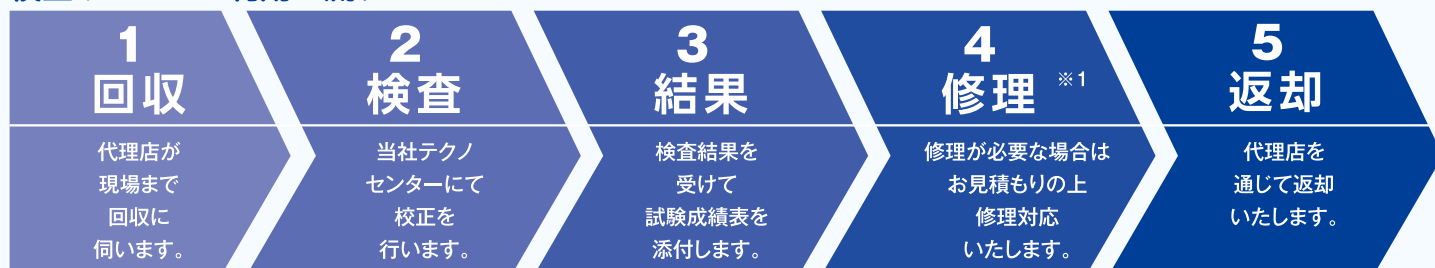 1
回収
代理店が
現場まで
回収に
伺います。
2
検査
当社テクノ
センターにて
校正を
行います。
3
結果
検査結果を
受けて
試験成績表を
添付します。
4
修理 ※1
修理が必要な場合は
お見積もりの上
修理対応
いたします。
5
返却
代理店を
通じて返却
いたします。